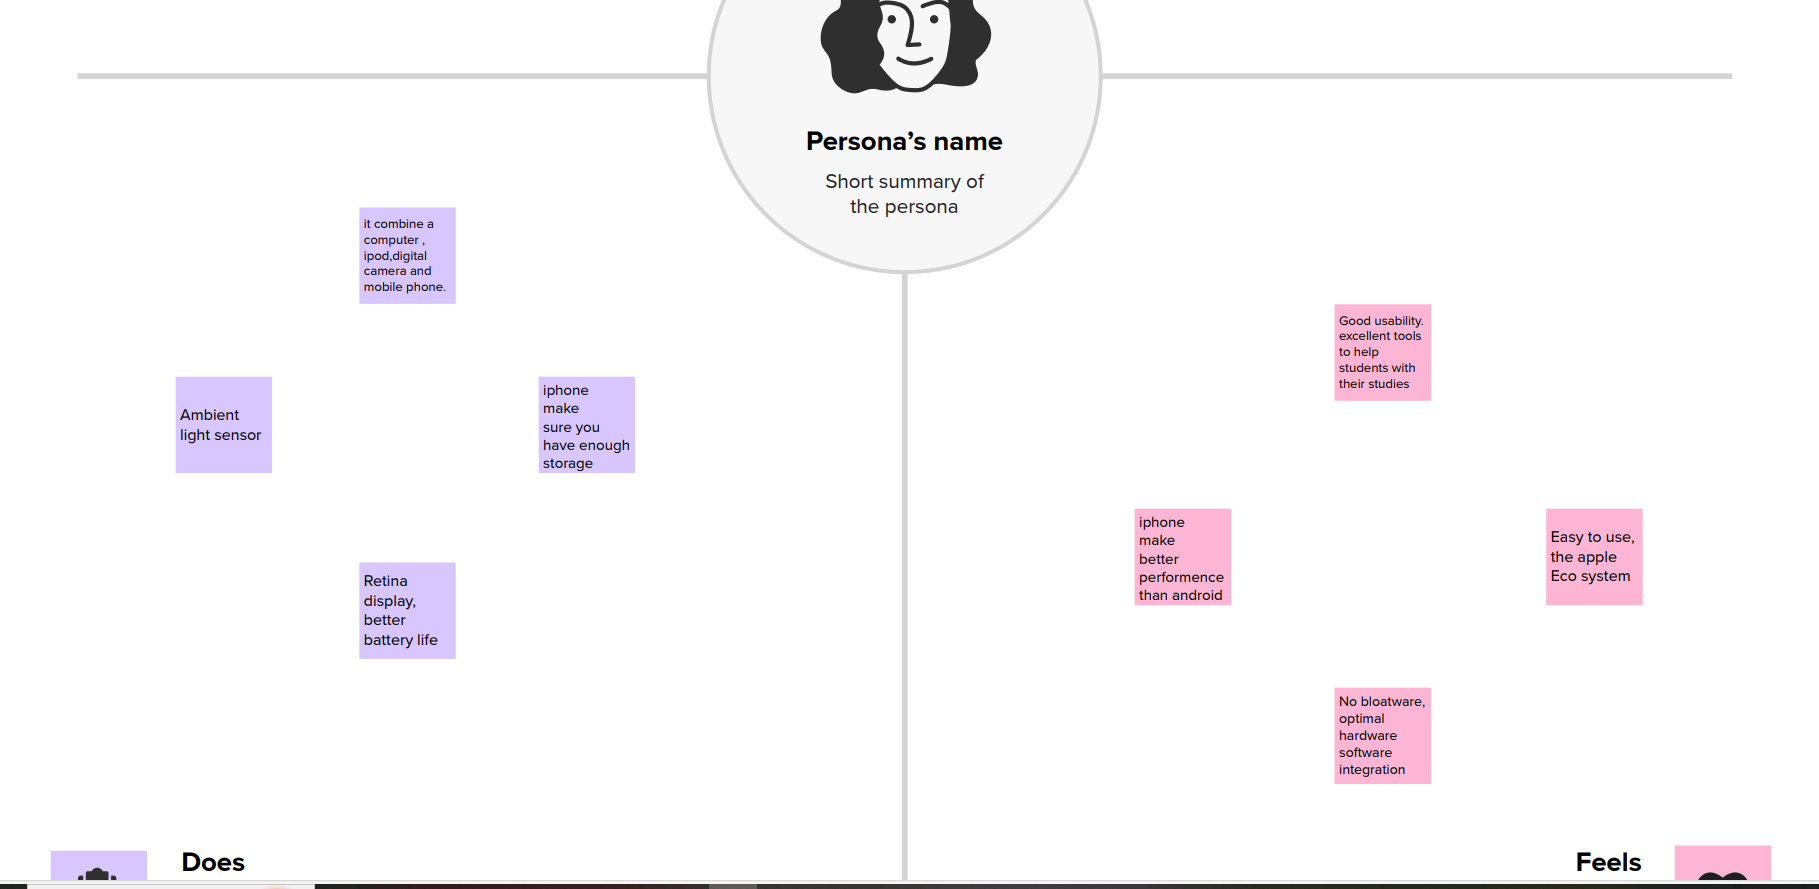 Persona’s name
Short summary of
the persona
it combine a
computer ,
ipod,digital
camera and
mobile phone.
Ambient
light sensor
iphone
make
sure you
have enough
storage
Retina
display,
better
battery life
Does
Good usability.
excellent tools
to help
students with
their studies
iphone
make
better
performence
than android
Easy to use,
the apple
Eco system
No bloatware,
optimal
hardware
software
integration
Feels